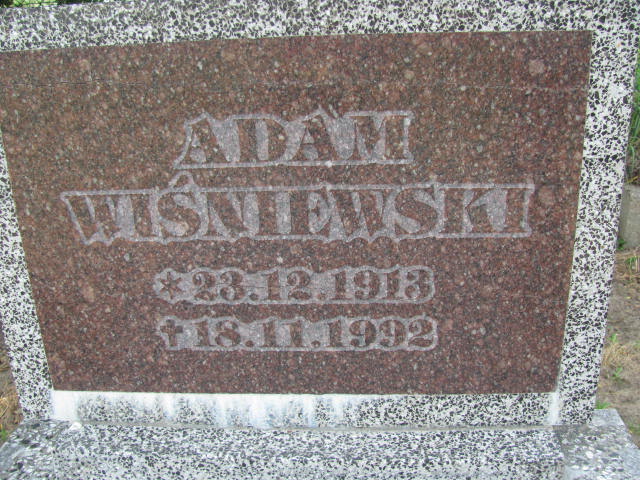 ADAM
WIŚNIEWSKI
* 23.12.1913
✝ 18.11.1992